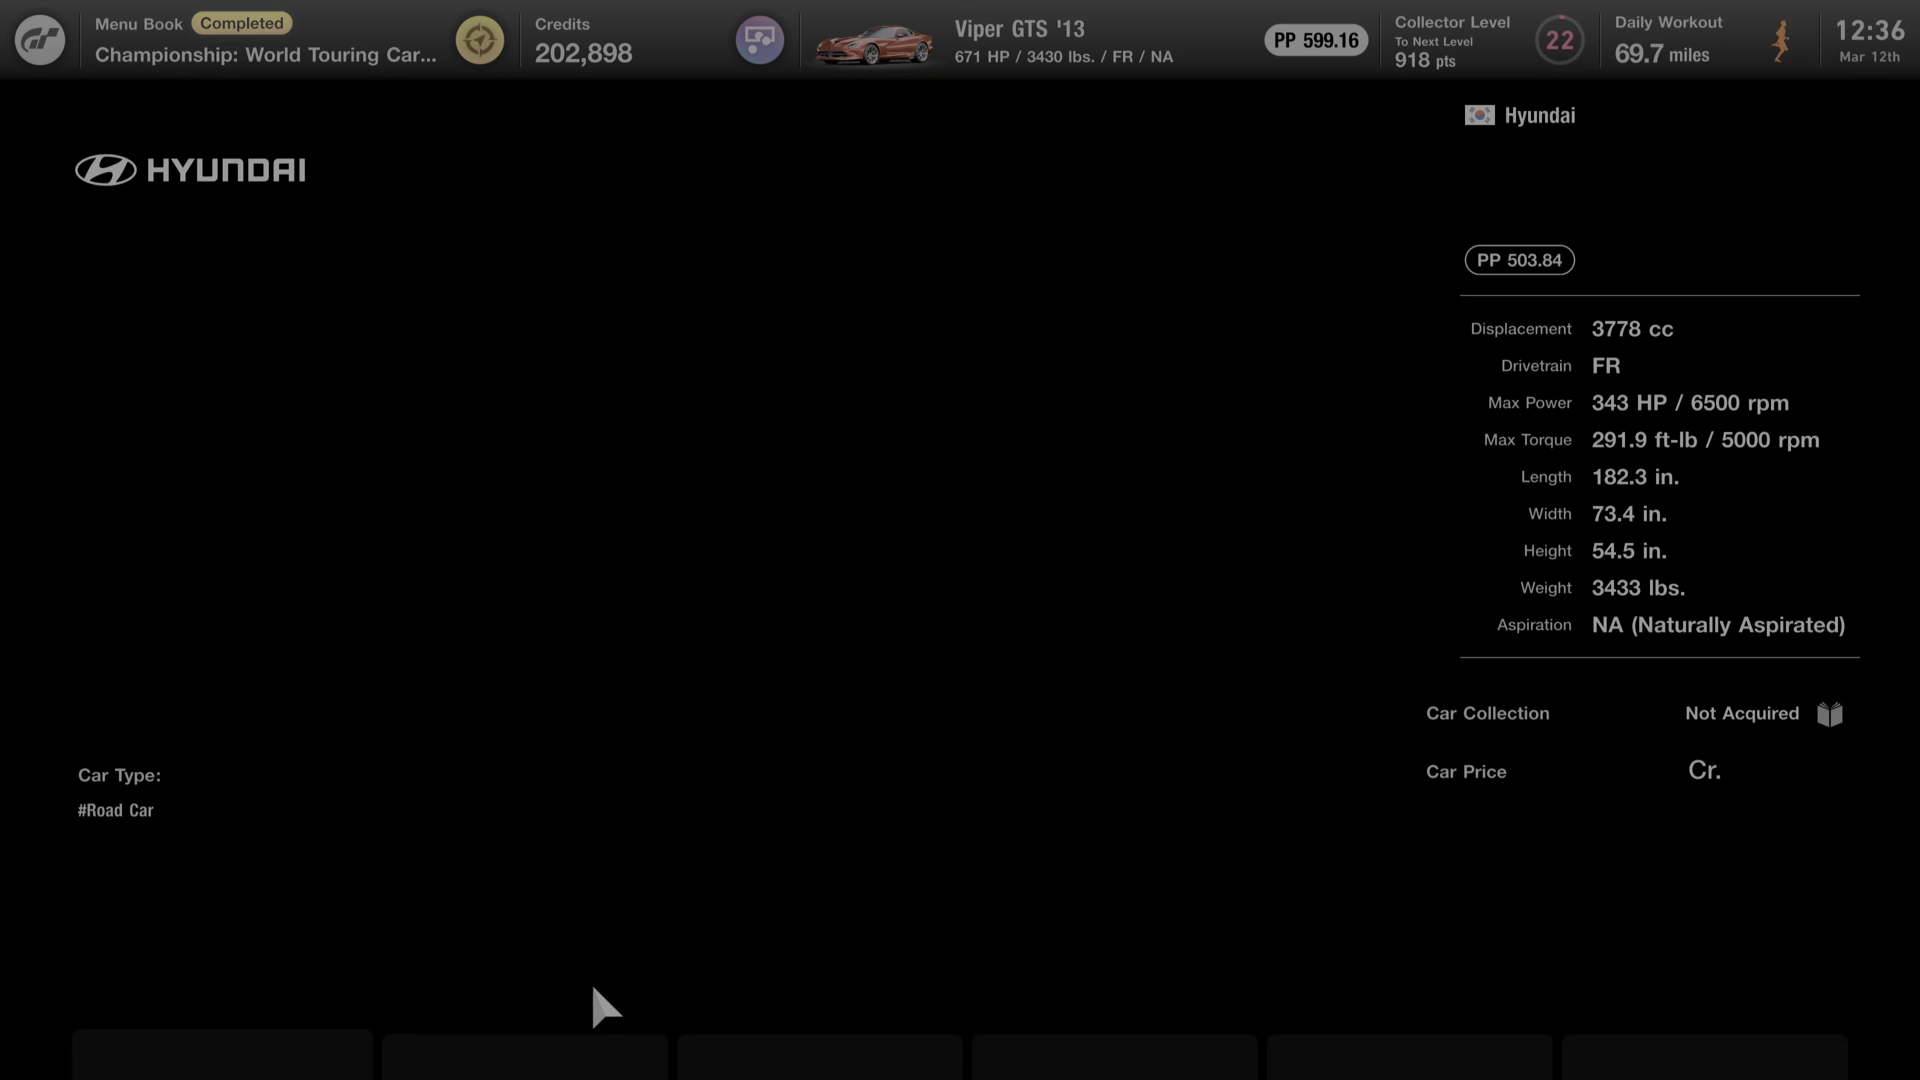 Menu Book Completed
Championship: World Touring Car...
Credits
202,898
Viper GTS '13
671 HP / 3430 lbs. / FR / NA
PP 599.16
Collector Level
To Next Level
918 pts
22
Daily Workout
69.7 miles
12:36
Mar 12th
Hyundai
HYUNDAI
PP 503.84
Displacement 3778 cc
Drivetrain FR
Max Power 343 HP / 6500 rpm
Max Torque 291.9 ft-lb / 5000 rpm
Length 182.3 in.
Width 73.4 in.
Height 54.5 in.
Weight 3433 lbs.
Aspiration NA (Naturally Aspirated)
Car Collection Not Acquired
Car Price Cr.
Car Type:
#Road Car